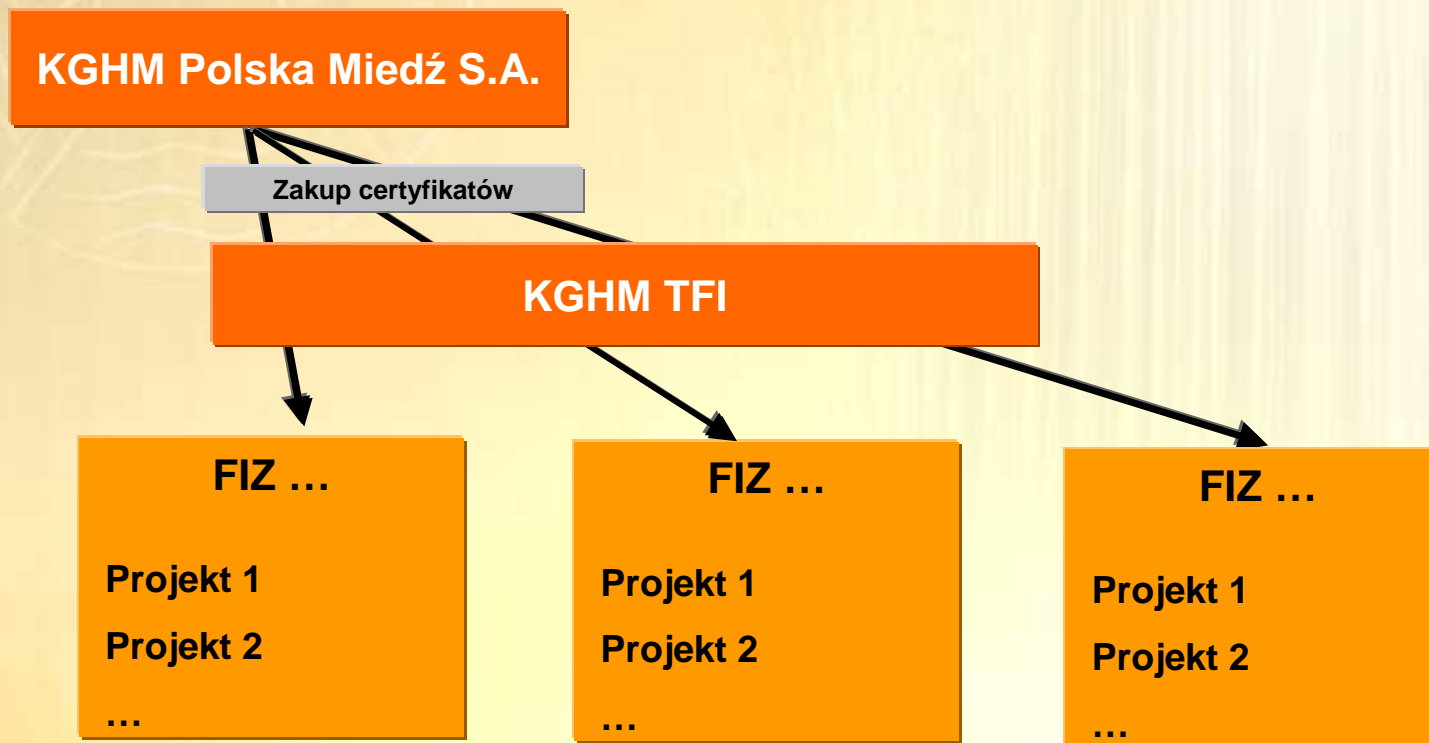 KGHM Polska Miedź S.A.
Zakup certyfikatów
KGHM TFI
FIZ …
Projekt 1
Projekt 2
…
FIZ …
Projekt 1
Projekt 2
…
FIZ …
Projekt 1
Projekt 2
…